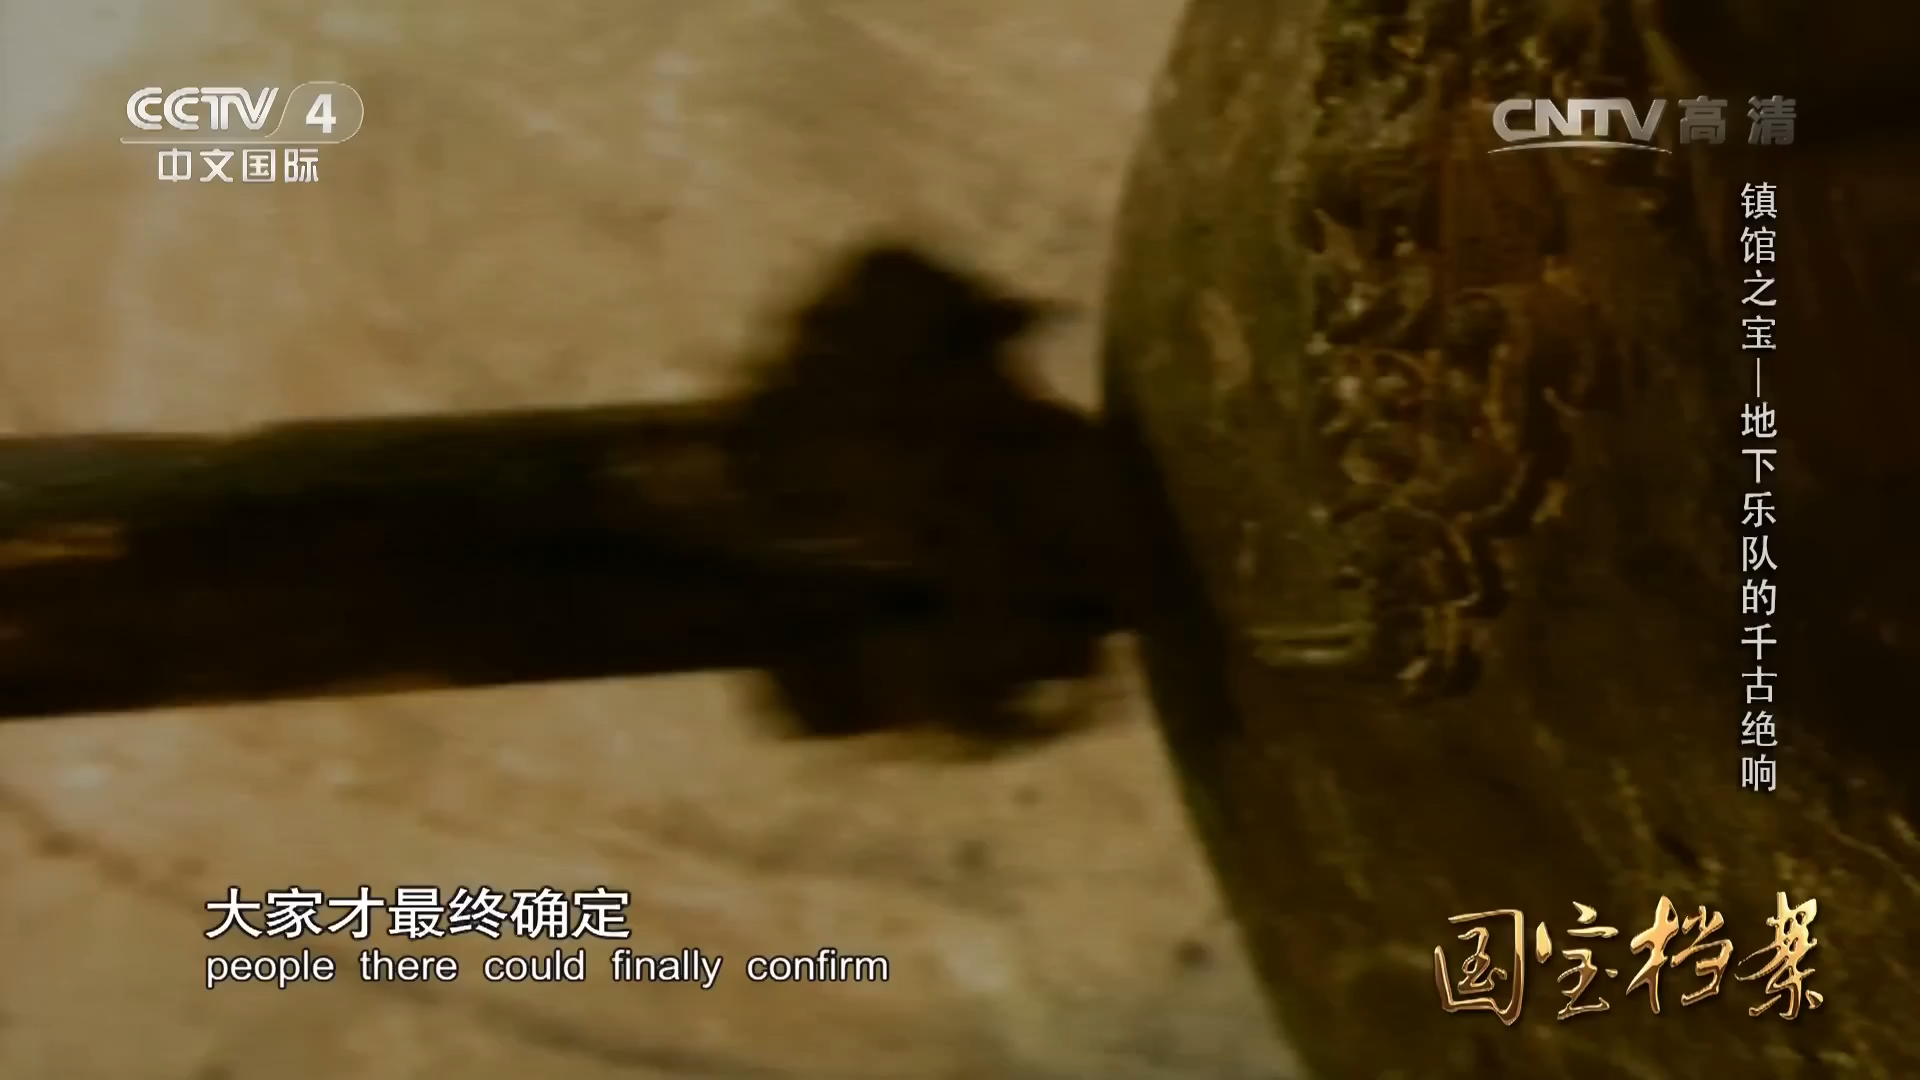 CCTV 4
中文国际
CNTV 高清
镇馆之宝—地下乐队的千古绝响
大家才最终确定
people there could finally confirm
国宝档案